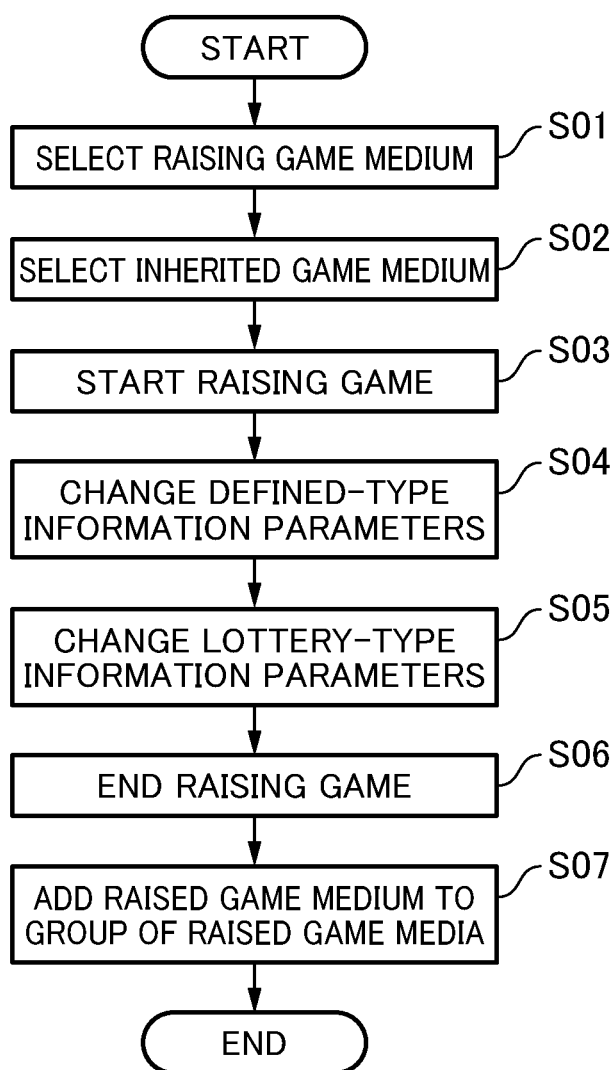 START
S01
SELECT RAISING GAME MEDIUM
S02
SELECT INHERITED GAME MEDIUM
S03
START RAISING GAME
S04
CHANGE DEFINED-TYPE
INFORMATION PARAMETERS
S05
CHANGE LOTTERY-TYPE
INFORMATION PARAMETERS
S06
END RAISING GAME
S07
ADD RAISED GAME MEDIUM TO
GROUP OF RAISED GAME MEDIA
END